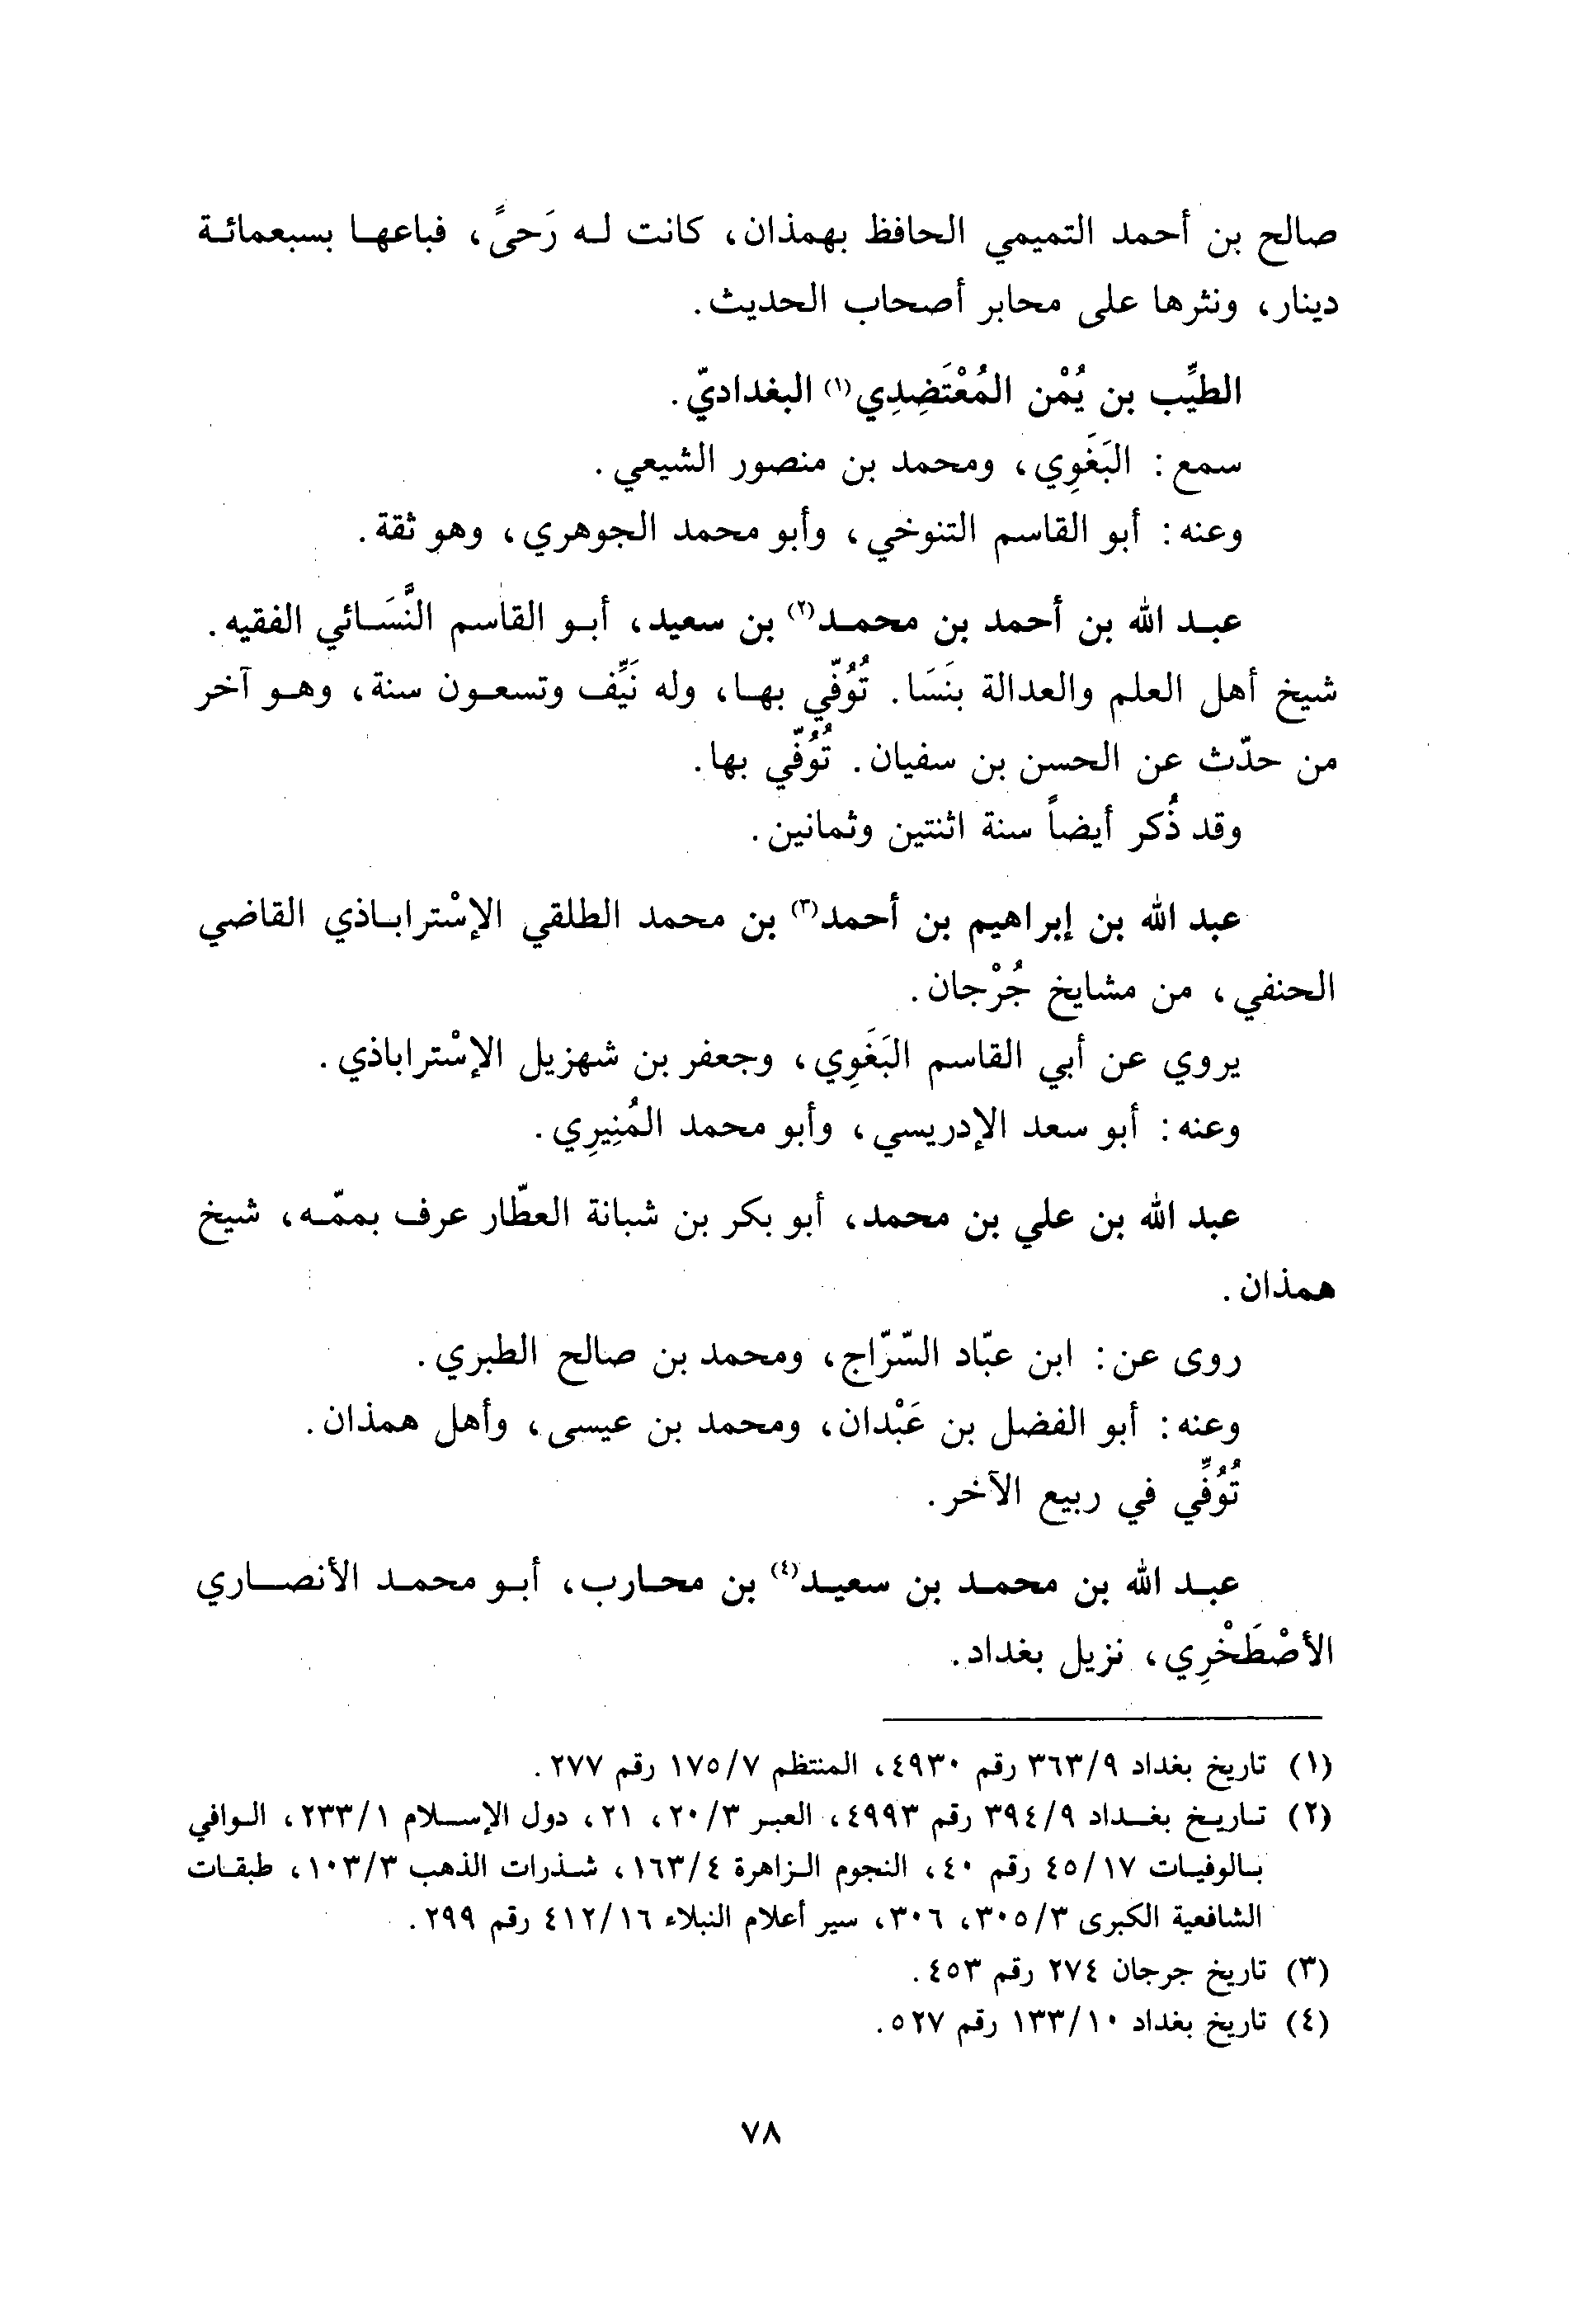 صالح بن أحمد التميمي الحافظ بهمذان، كانت له رَحىً، فباعها بسبعمائة
دينار، ونثرها على محابر أصحاب الحديث.
الطيِّب بن يُمْن المُعْتَضِدِي(١) البغداديّ.
سمع: البَغَوِي، ومحمد بن منصور الشيعي.
وعنه: أبو القاسم التنوخي، وأبو محمد الجوهري، وهو ثقة.
عبد الله بن أحمد بن محمد(٢) بن سعيد، أبو القاسم النَّسَائي الفقيه.
شيخ أهل العلم والعدالة بنَسَا. تُوُفّي بها، وله نَيِّف وتسعون سنة، وهو آخر
من حدّث عن الحسن بن سفيان. تُوُفّي بها.
وقد ذُكر أيضاً سنة اثنتين وثمانين.
عبد الله بن إبراهيم بن أحمد(٣) بن محمد الطلقي الإسْتراباذي القاضي
الحنفي، من مشايخ جُرْجان.
يروي عن أبي القاسم البَغَوِي، وجعفر بن شهزيل الإسْتراباذي.
وعنه: أبو سعد الإدريسي، وأبو محمد المُنِيرِي.
عبد الله بن علي بن محمد، أبو بكر بن شبانة العطّار عرف بممّه، شيخ
همذان.
روى عن: ابن عبّاد السّرّاج، ومحمد بن صالح الطبري.
وعنه: أبو الفضل بن عَبْدان، ومحمد بن عيسى، وأهل همذان.
تُوُفِّي في ربيع الآخر.
عبد الله بن محمد بن سعيد(٤) بن محارب، أبو محمد الأنصاري
الأصْطَخْرِي، نزيل بغداد.
(١) تاريخ بغداد ٣٦٣/٩ رقم ٤٩٣٠، المنتظم ١٧٥/٧ رقم ٢٧٧.
(٢) تاريخ بغداد ٣٩٤/٩ رقم ٤٩٩٣، العبر ٢٠/٣، ٢١، دول الإسلام ٢٣٣/١، الوافي
بالوفيات ٤٥/١٧ رقم ٤٠، النجوم الزاهرة ١٦٣/٤، شذرات الذهب ١٠٣/٣، طبقات
الشافعية الكبرى ٣٠٥/٣، ٣٠٦، سير أعلام النبلاء ٤١٢/١٦ رقم ٢٩٩.
(٣) تاريخ جرجان ٢٧٤ رقم ٤٥٣.
(٤) تاريخ بغداد ١٣٣/١٠ رقم ٥٢٧.
٧٨